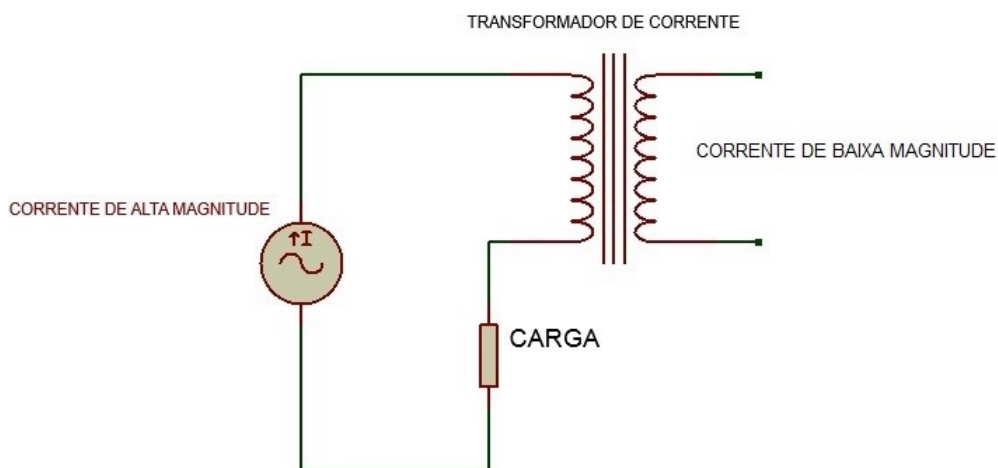 TRANSFORMADOR DE CORRENTE
CORRENTE DE BAIXA MAGNITUDE
CORRENTE DE ALTA MAGNITUDE
I
CARGA